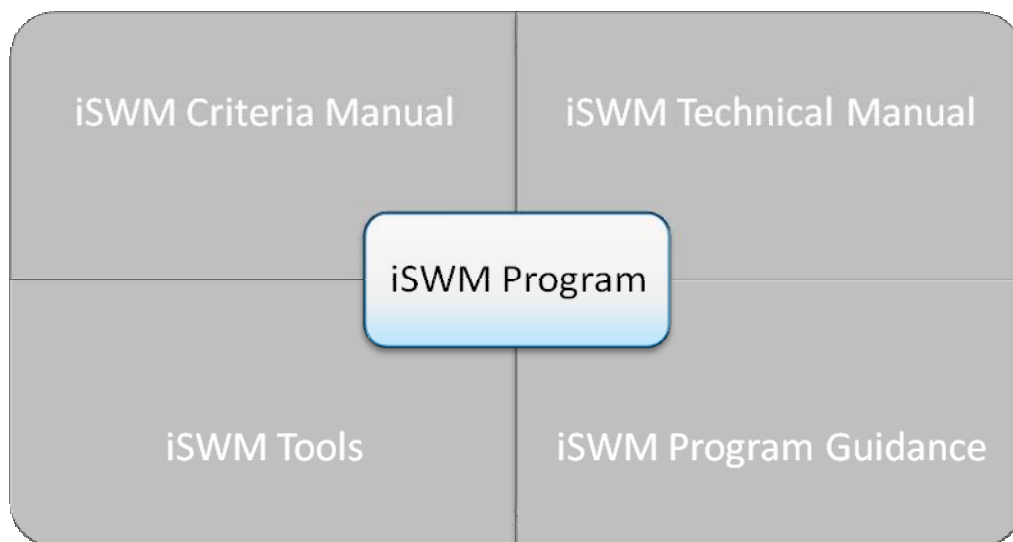 iSWM Criteria Manual
iSWM Technical Manual
iSWM Program
iSWM Tools
iSWM Program Guidance